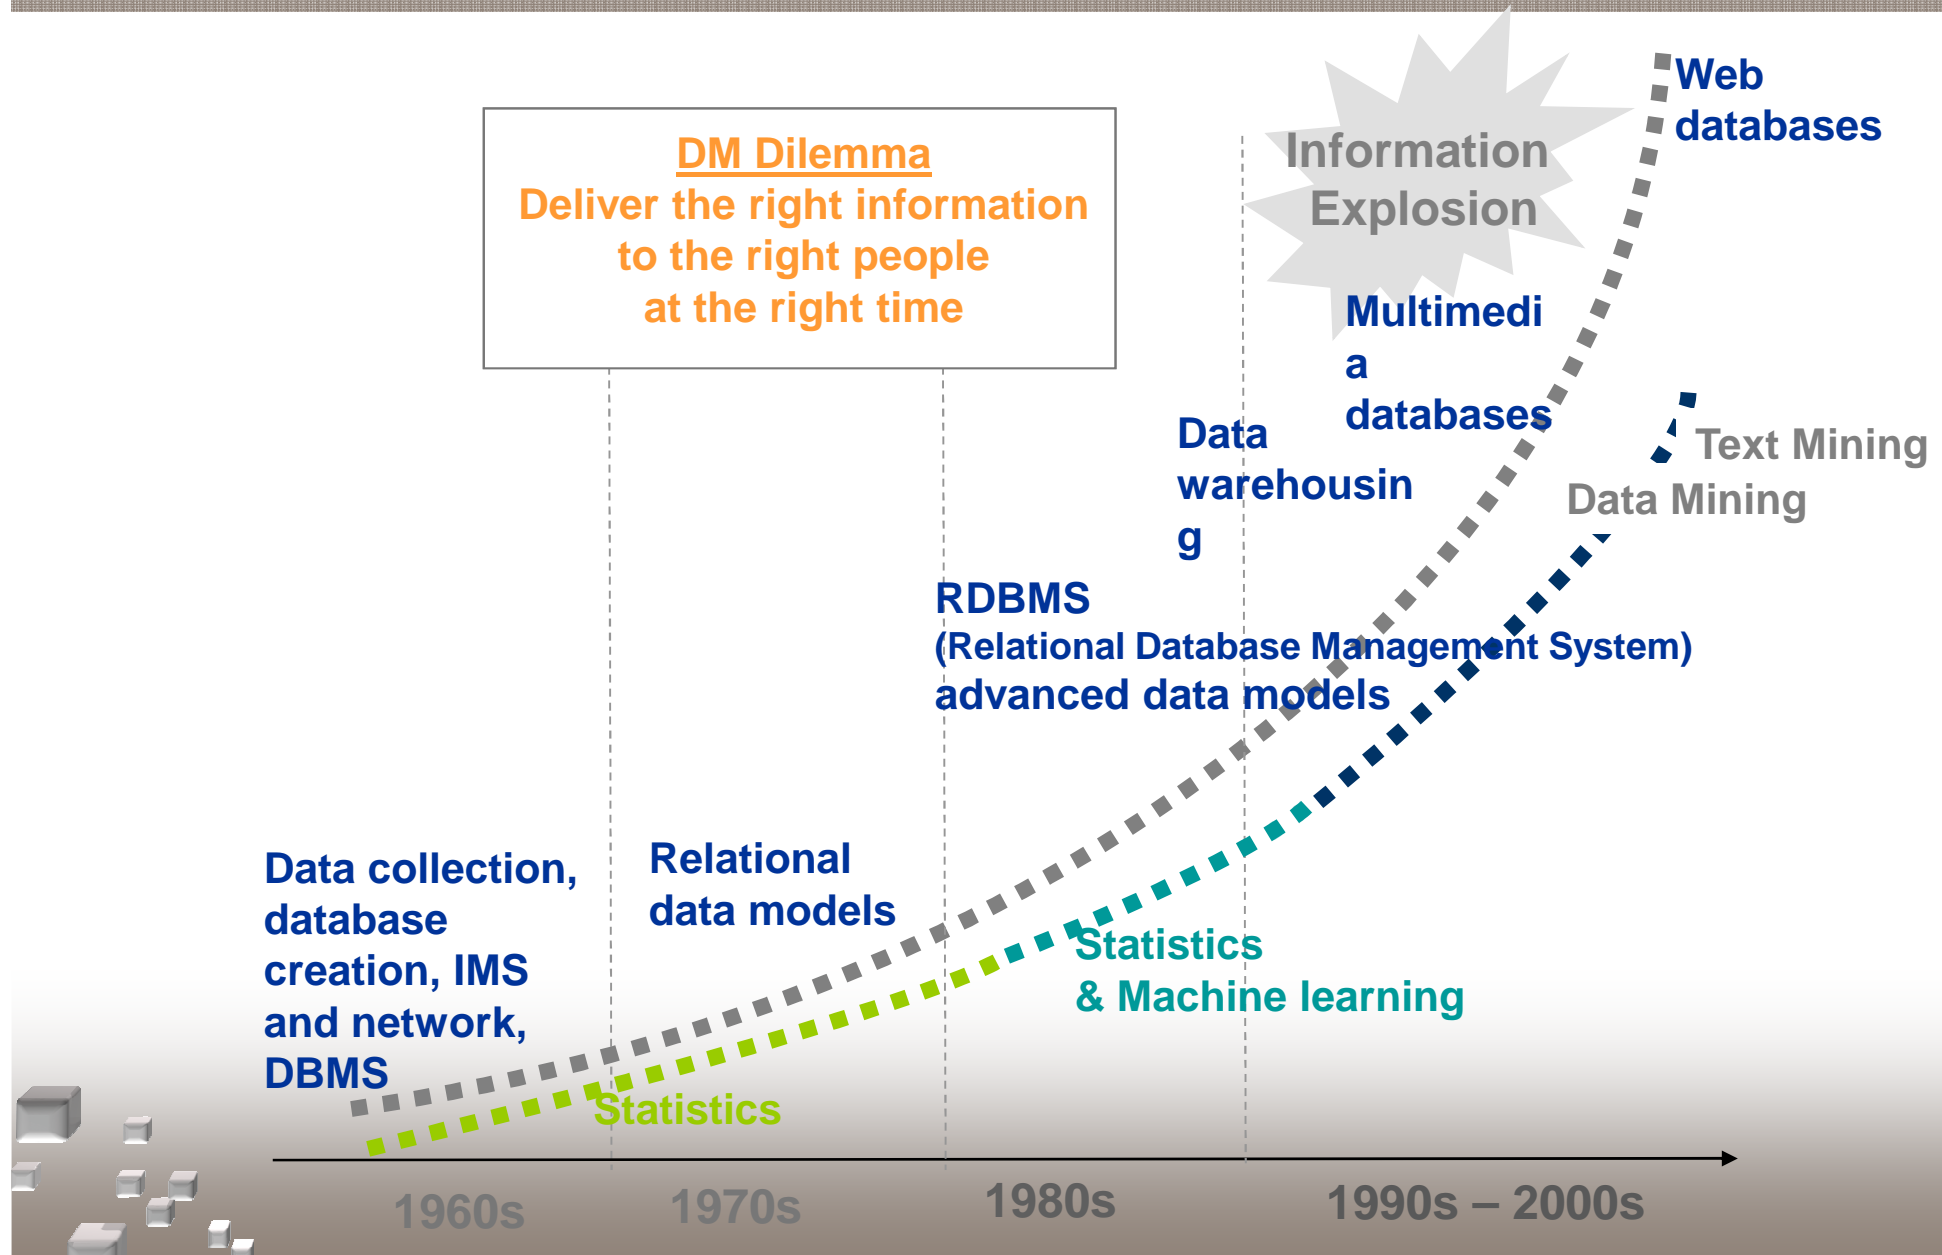 DM Dilemma
Deliver the right information
to the right people
at the right time
Information
Explosion
Web
databases
Multimedi
a
databases
Data
warehousin
g
Text Mining
Data Mining
RDBMS
(Relational Database Management System)
advanced data models
Relational
data models
Data collection,
database
creation, IMS
and network,
DBMS
Statistics
& Machine learning
Statistics
1960s
1970s
1980s
1990s – 2000s